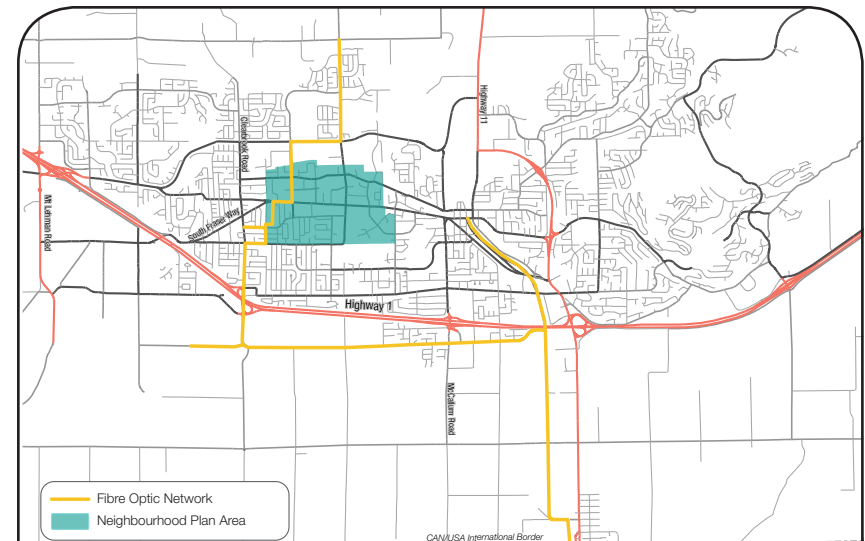 Highway 11
Clearbrook Road
Mt Lehman Road
South Fraser Way
Highway 1
McCallum Road
Fibre Optic Network
Neighbourhood Plan Area
CAN/USA International Border